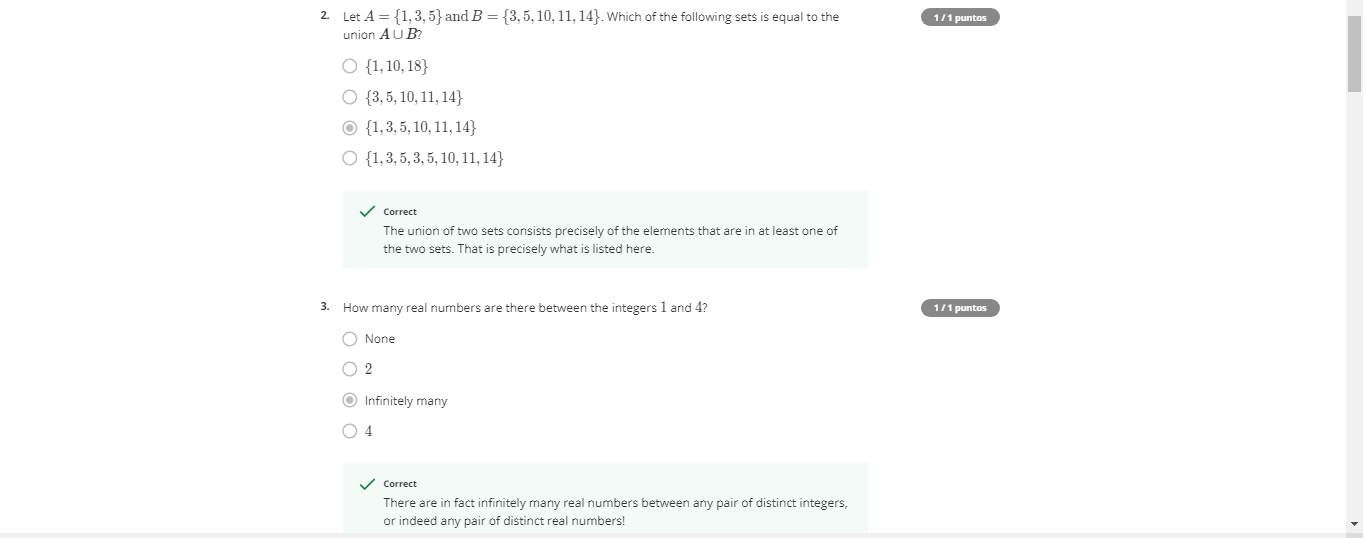 2. Let A = {1, 3, 5} and B = {3, 5, 10, 11, 14}. Which of the following sets is equal to the
union A ∪ B?
1 / 1 puntos
{1, 10, 18}
{3, 5, 10, 11, 14}
{1, 3, 5, 10, 11, 14}
{1, 3, 5, 3, 5, 10, 11, 14}
Correct
The union of two sets consists precisely of the elements that are in at least one of
the two sets. That is precisely what is listed here.
3. How many real numbers are there between the integers 1 and 4?
1 / 1 puntos
None
2
Infinitely many
4
Correct
There are in fact infinitely many real numbers between any pair of distinct integers,
or indeed any pair of distinct real numbers!